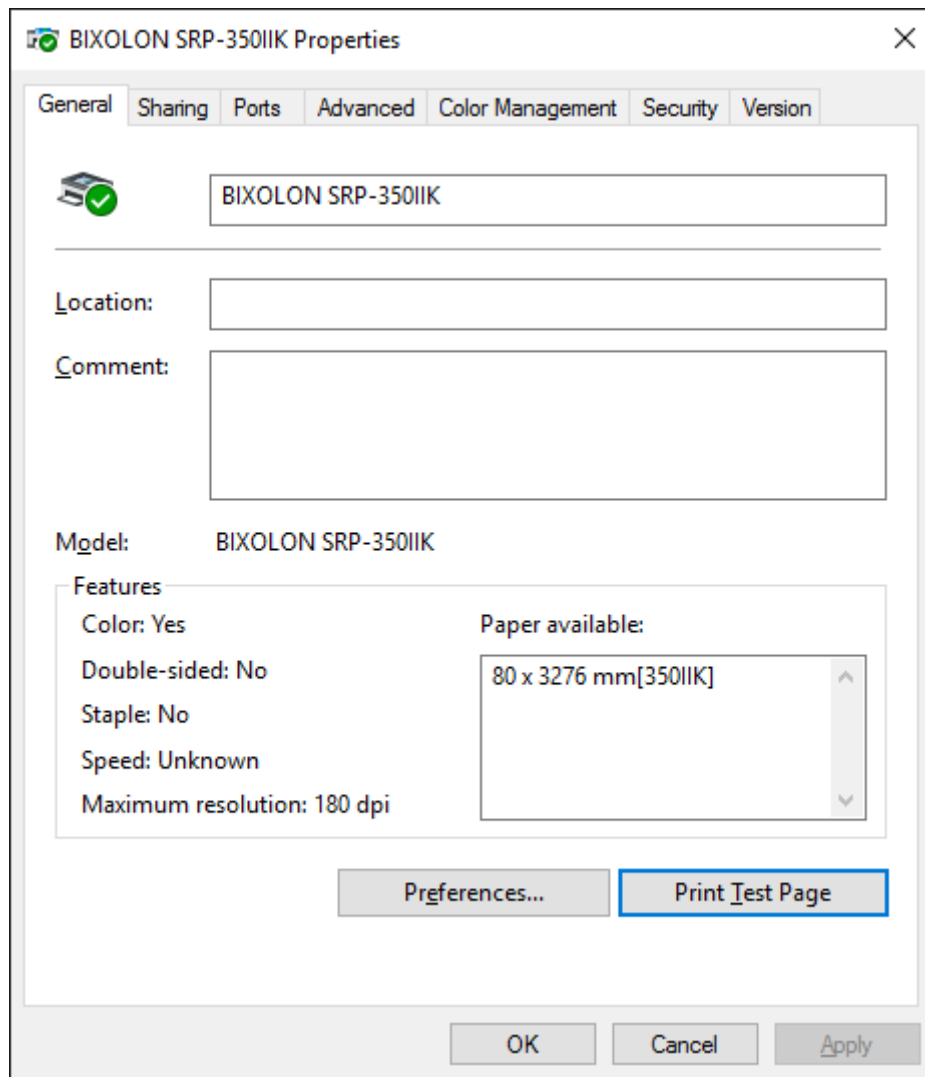 BIXOLON SRP-350IIK Properties
General Sharing Ports Advanced Color Management Security Version
BIXOLON SRP-350IIK
Location:
Comment:
Model: BIXOLON SRP-350IIK
Features
Color: Yes
Paper available:
Double-sided: No
80 x 3276 mm[350IIK]
Staple: No
Speed: Unknown
Maximum resolution: 180 dpi
Preferences... Print Test Page
OK Cancel Apply